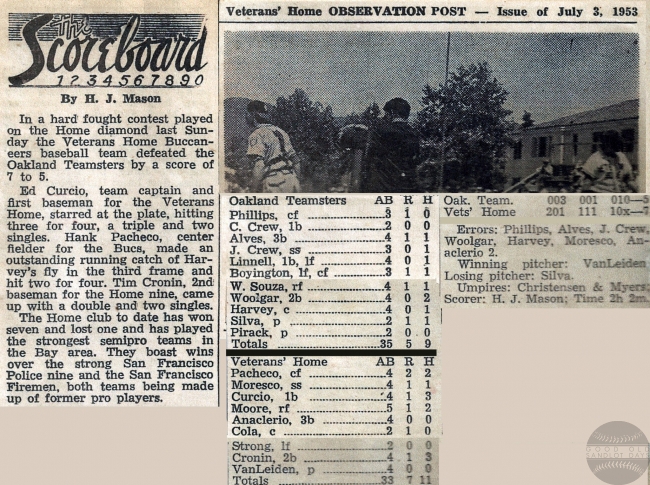 The
Scoreboard
1 2 3 4 5 6 7 8 9 0
By H. J. Mason
In a hard fought contest played
on the Home diamond last Sun-
day the Veterans Home Buccan-
eers baseball team defeated the
Oakland Teamsters by a score of
7 to 5.
Ed Curcio, team captain and
first baseman for the Veterans
Home, starred at the plate, hitting
three for four, a triple and two
singles. Hank Pacheco, center
fielder for the Bucs, made an
outstanding running catch of Har-
vey's fly in the third frame and
hit two for four. Tim Cronin, 2nd
baseman for the Home nine, came
up with a double and two singles.
The Home club to date has won
seven and lost one and has played
the strongest semipro teams in
the Bay area. They boast wins
over the strong San Francisco
Police nine and the San Francisco
Firemen, both teams being made
up of former pro players.
Veterans' Home OBSERVATION POST — Issue of July 3, 1953
Oakland Teamsters AB R H
Phillips, cf 3 1 0
C. Crew, 1b 2 0 0
Alves, 3b 4 1 1
J. Crew, ss 3 0 1
Linnell, 1b, lf 4 0 1
Boyington, lf, cf 3 1 1
W. Souza, rf 4 1 1
Woolgar, 2b 4 0 2
Harvey, c 4 0 1
Silva, p 2 1 1
Pirack, p 2 0 0
Totals 35 5 9
Veterans' Home AB R H
Pacheco, cf 4 2 2
Moresco, ss 4 1 1
Curcio, 1b 4 1 3
Moore, rf 5 1 2
Anaclerio, 3b 4 0 0
Cola, c 2 1 0
Strong, lf 2 0 0
Cronin, 2b 4 1 3
VanLeiden, p 4 0 0
Totals 33 7 11
Oak. Team. 003 001 010—5
Vets' Home 201 111 10x—7
Errors: Phillips, Alves, J. Crew,
Woolgar, Harvey, Moresco, An-
aclerio 2.
Winning pitcher: VanLeiden
Losing pitcher: Silva.
Umpires: Christensen & Myers
Scorer: H. J. Mason; Time 2h 2m.